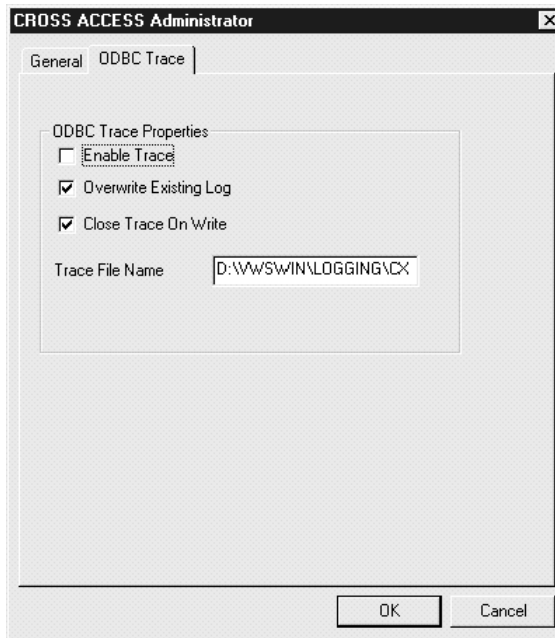 CROSS ACCESS Administrator
General ODBC Trace
ODBC Trace Properties
Enable Trace
Overwrite Existing Log
Close Trace On Write
Trace File Name D:\VWSWIN\LOGGING\CX
OK Cancel